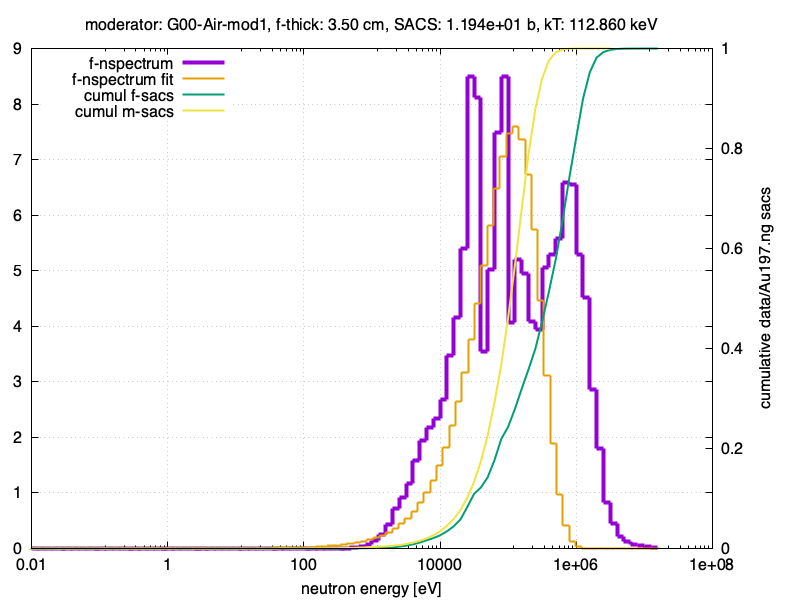 moderator: G00-Air-mod1, f-thick: 3.50 cm, SACS: 1.194e+01 b, kT: 112.860 keV
f-nspectrum
f-nspectrum fit
cumul f-sacs
cumul m-sacs
9
8
7
6
5
4
3
2
1
0
1
0.8
0.6
0.4
0.2
0
cumulative data/Au197.ng sacs
0.01
1
100
10000
1e+06
1e+08
neutron energy [eV]